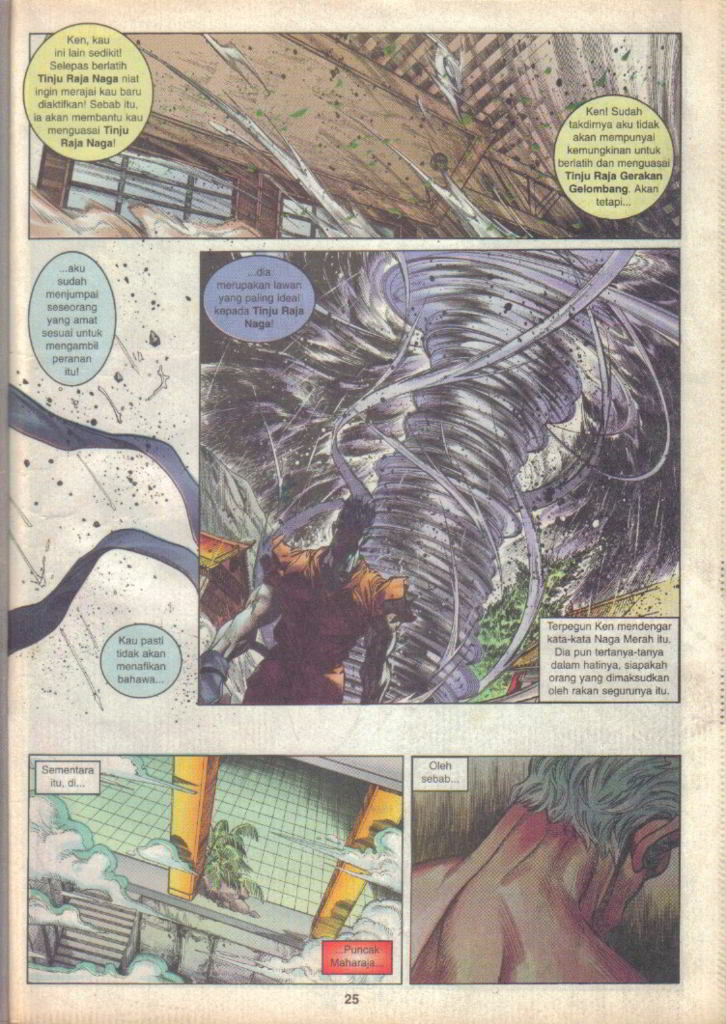 Ken, kau
ini lain sedikit!
Selepas berlatih
Tinju Raja Naga niat
ingin merajai kau baru
diaktifkan! Sebab itu,
ia akan membantu kau
menguasai Tinju
Raja Naga!
Ken! Sudah
takdirnya aku tidak
akan mempunyai
kemungkinan untuk
berlatih dan menguasai
Tinju Raja Gerakan
Gelombang. Akan
tetapi...
...aku
sudah
menjumpai
seseorang
yang amat
sesuai untuk
mengambil
peranan
itu!
Kau pasti
tidak akan
menafikan
bahawa...
...dia
merupakan lawan
yang paling ideal
kepada Tinju Raja
Naga!
Terpegun Ken mendengar
kata-kata Naga Merah itu.
Dia pun tertanya-tanya
dalam hatinya, siapakah
orang yang dimaksudkan
oleh rakan segurunya itu.
Sementara
itu, di...
...Puncak
Maharaja...
Oleh
sebab...
25